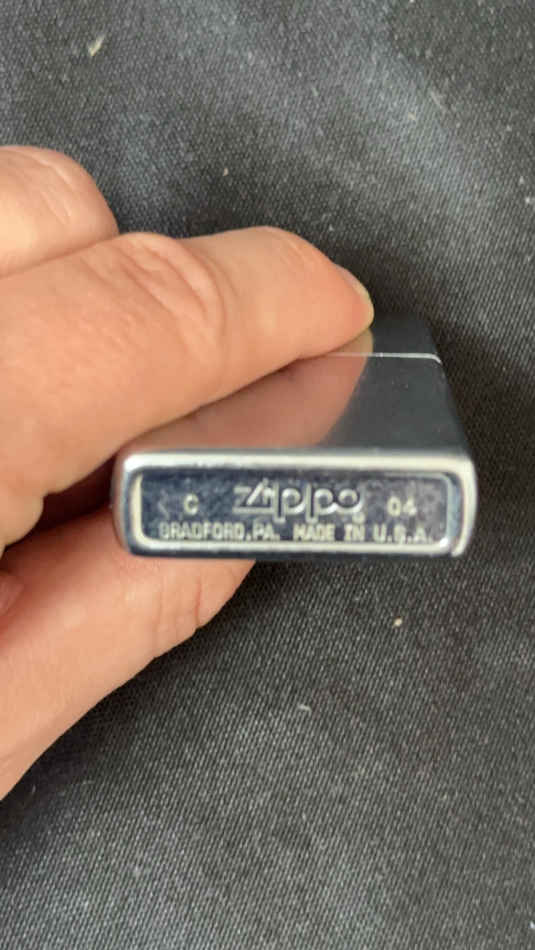 C Zippo 04
BRADFORD,PA. MADE IN U.S.A.